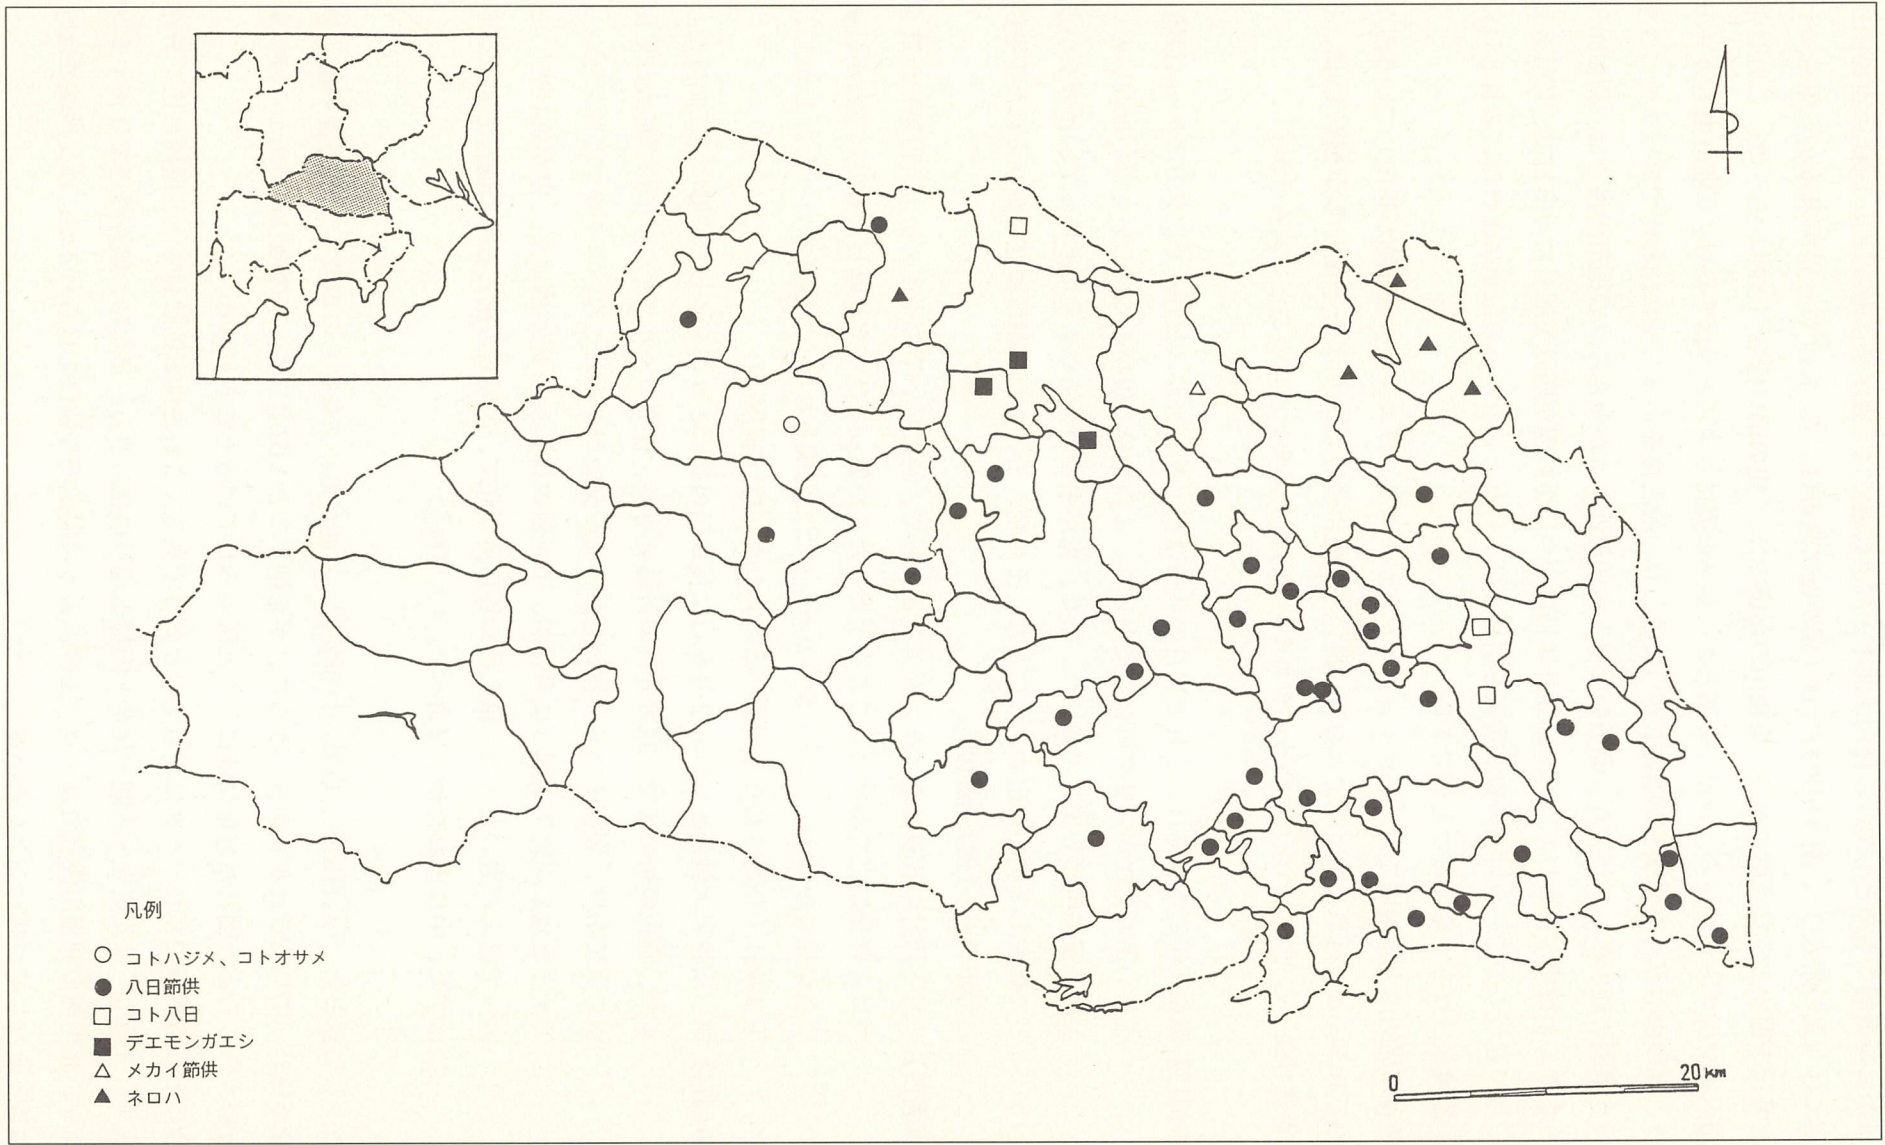 凡例
コトハジメ、コトオサメ
八日節供
コト八日
デエモンガエシ
メカイ節供
ネロハ
0 20km